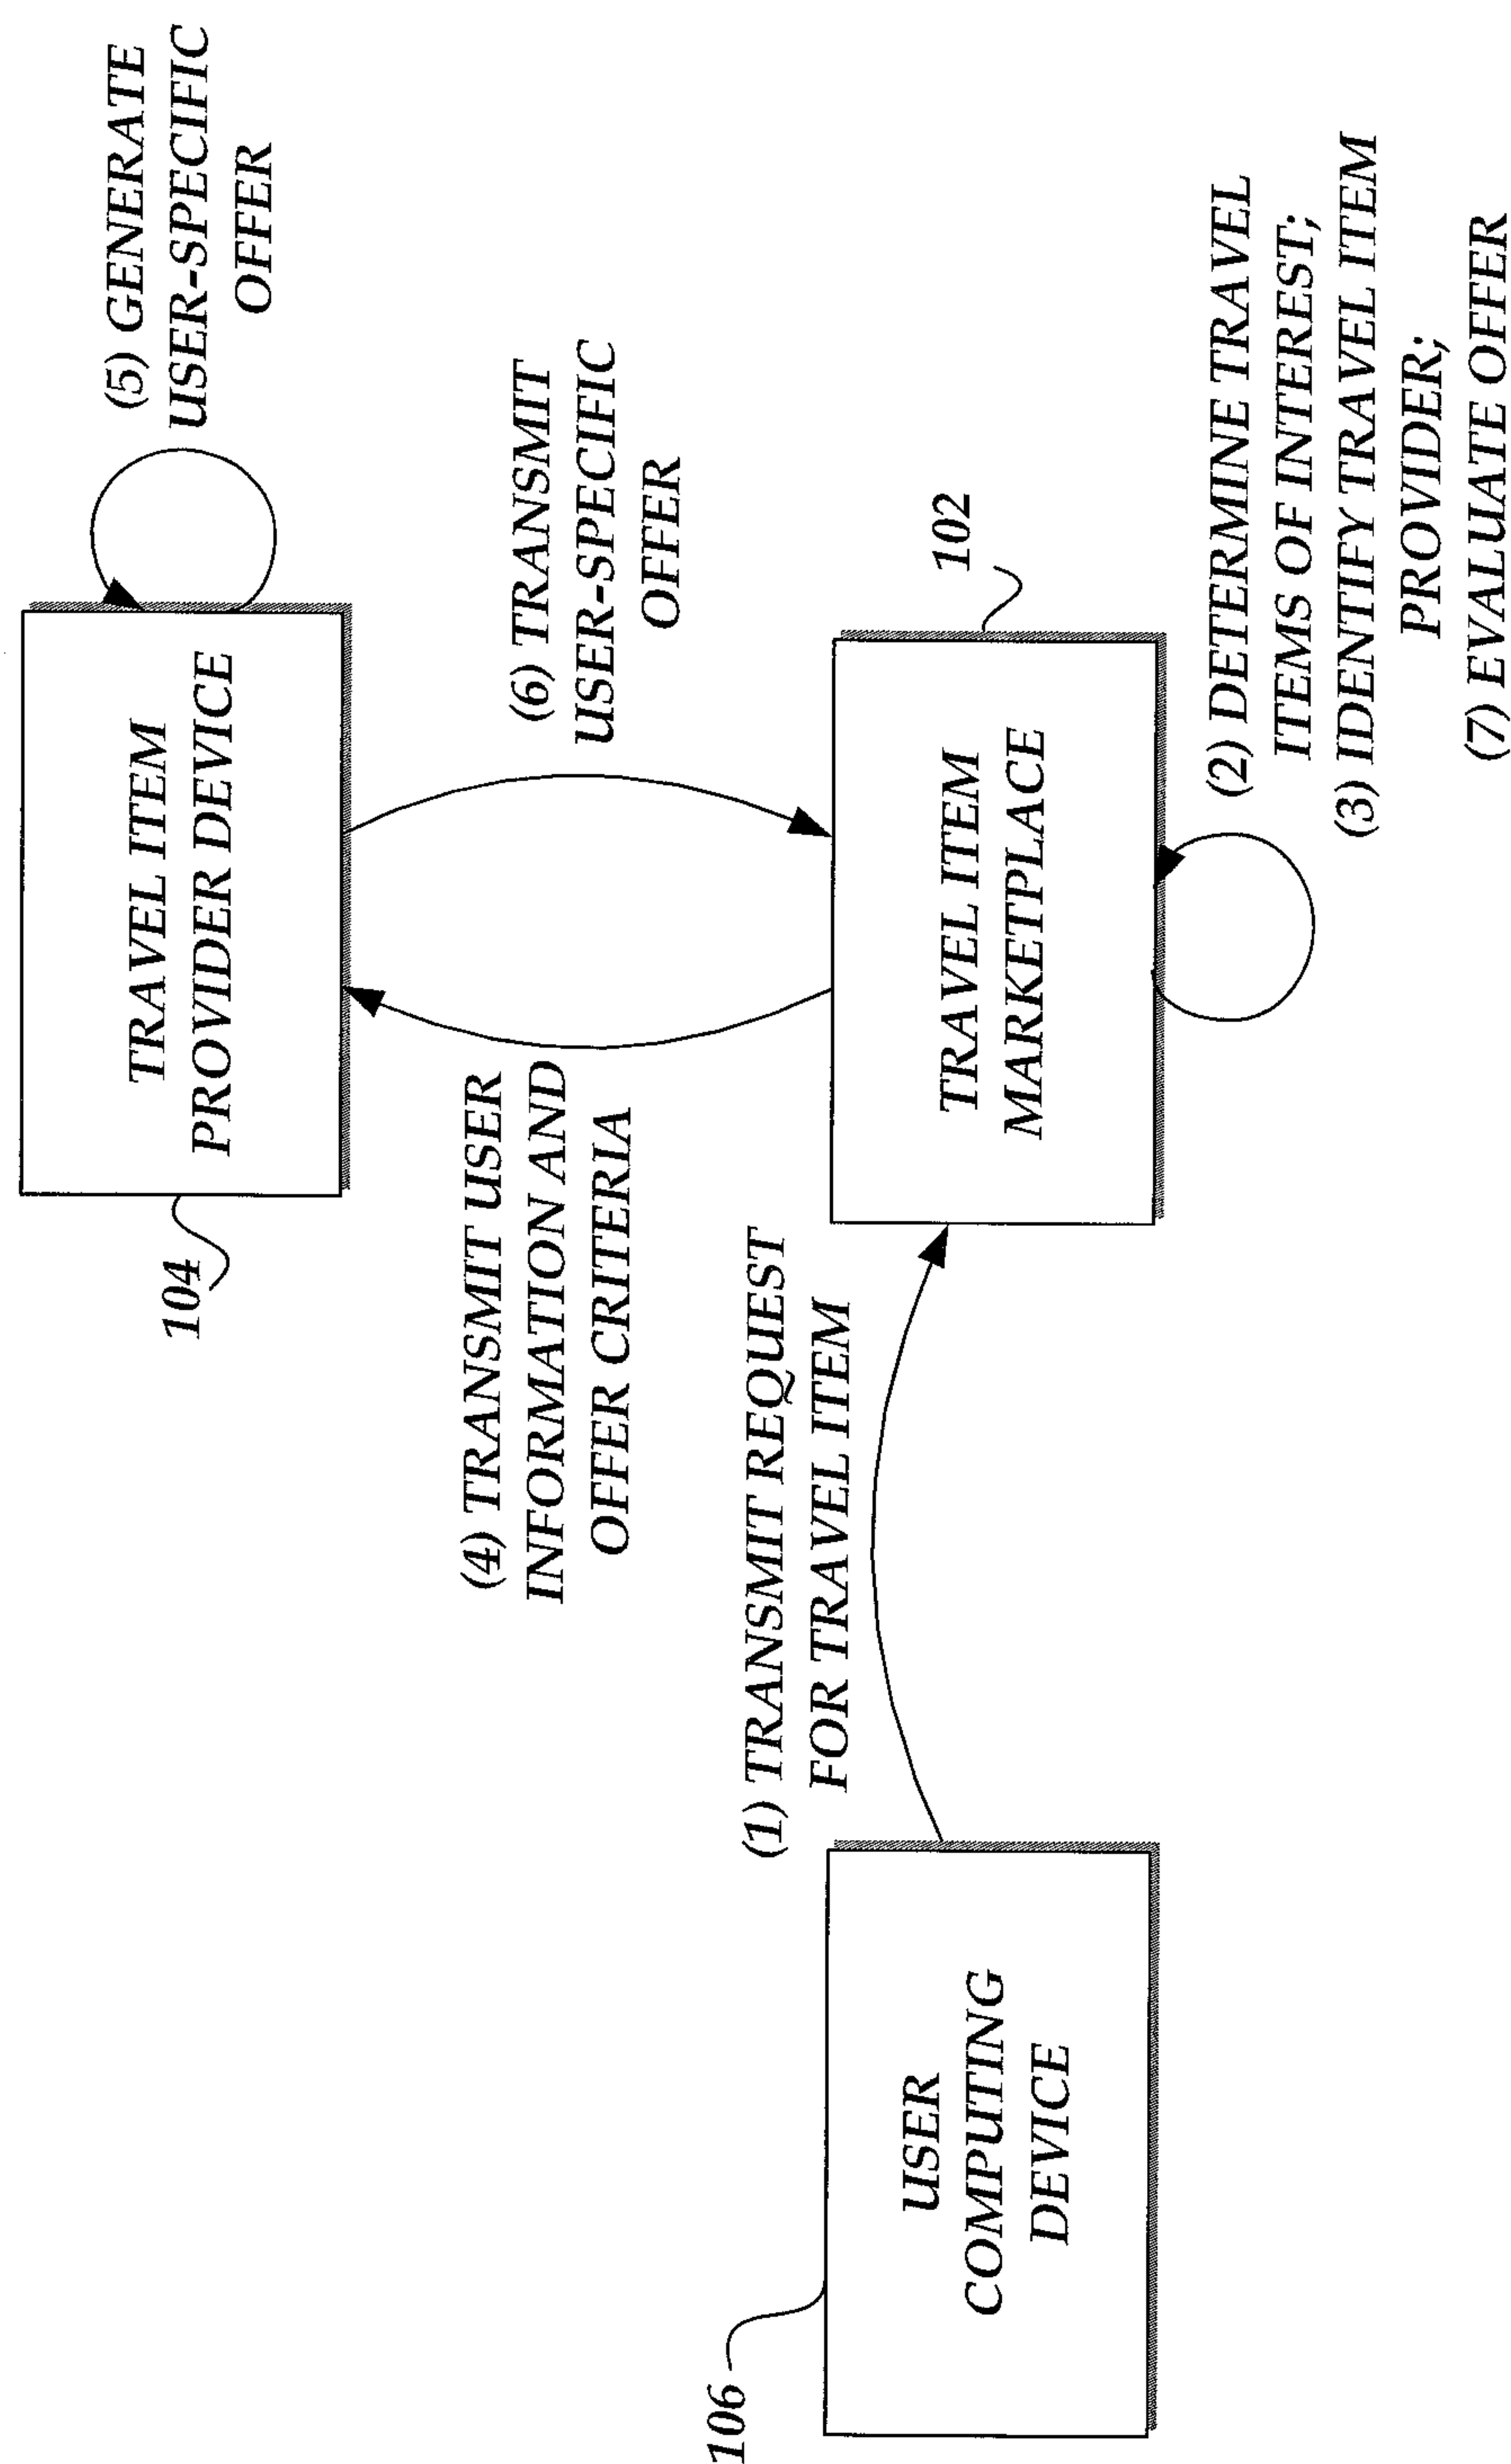 104
TRAVEL ITEM
PROVIDER DEVICE
(5) GENERATE
USER-SPECIFIC
OFFER
(4) TRANSMIT USER
INFORMATION AND
OFFER CRITERIA
(6) TRANSMIT
USER-SPECIFIC
OFFER
106
USER
COMPUTING
DEVICE
(1) TRANSMIT REQUEST
FOR TRAVEL ITEM
TRAVEL ITEM
MARKETPLACE
102
(2) DETERMINE TRAVEL
ITEMS OF INTEREST;
(3) IDENTIFY TRAVEL ITEM
PROVIDER;
(7) EVALUATE OFFER